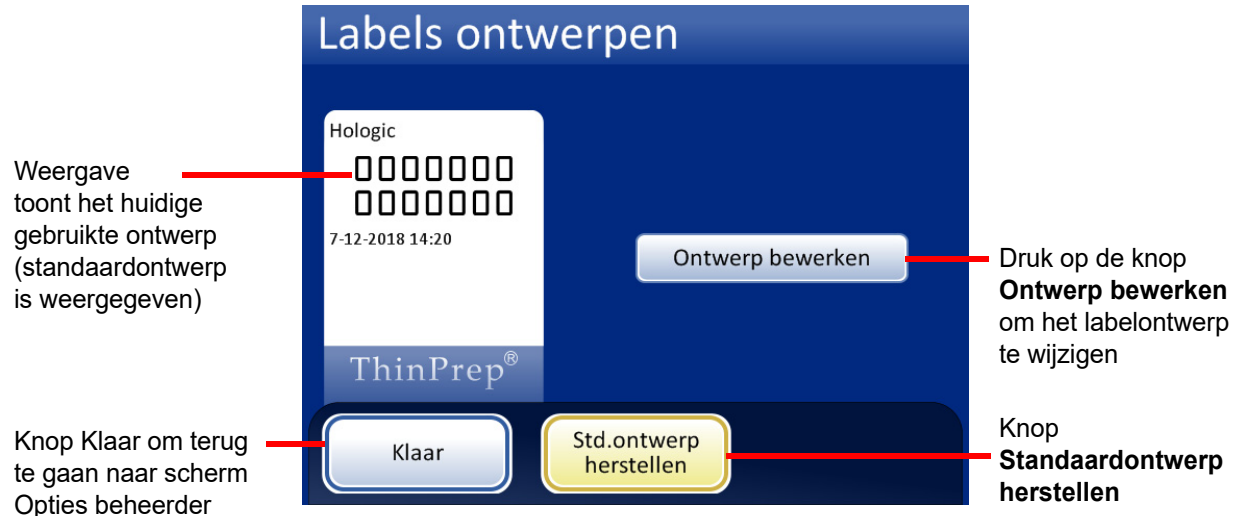 Labels ontwerpen
Weergave
toont het huidige
gebruikte ontwerp
(standaardontwerp
is weergegeven)
Hologic
0000000
0000000
7-12-2018 14:20
ThinPrep®
Ontwerp bewerken
Druk op de knop
Ontwerp bewerken
om het labelontwerp
te wijzigen
Knop Klaar om terug
te gaan naar scherm
Opties beheerder
Klaar
Std.ontwerp
herstellen
Knop
Standaardontwerp
herstellen